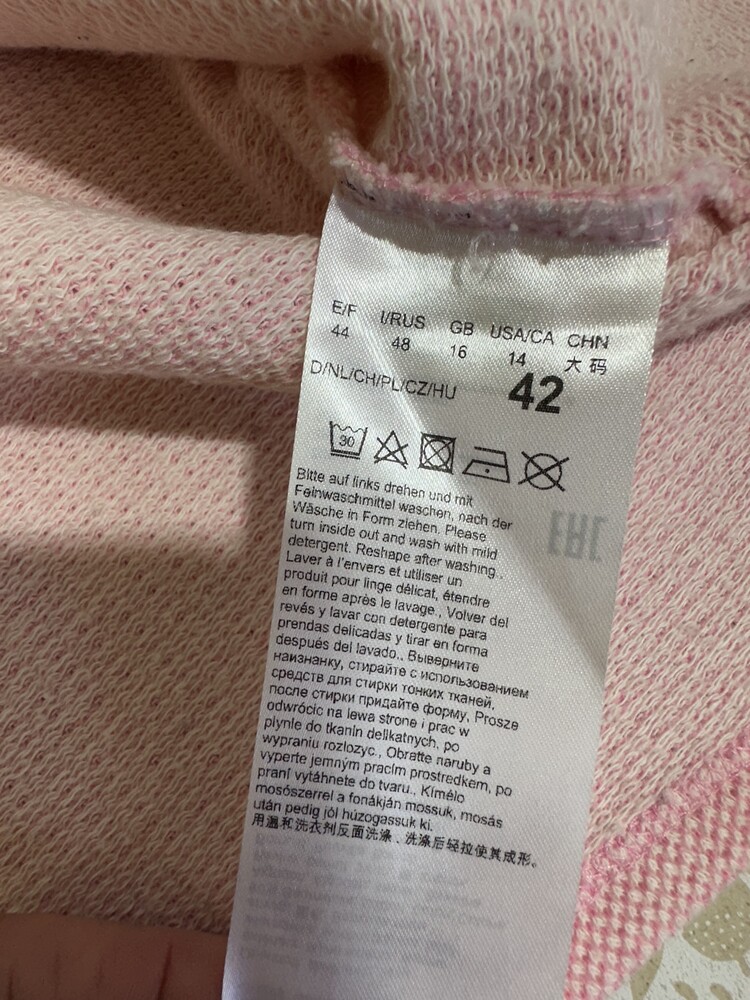 E/F I/RUS GB USA/CA CHN
44 48 16 14 大码
D/NL/CH/PL/CZ/HU 42
30
Bitte auf links drehen und mit
Feinwaschmittel waschen, nach der
Wäsche in Form ziehen. Please
turn inside out and wash with mild
detergent. Reshape after washing.,
Laver à l'envers et utiliser un
produit pour linge délicat, étendre
en forme après le lavage., Volver del
revés y lavar con detergente para
prendas delicadas y tirar en forma
después del lavado., Выверните
наизнанку, стирайте с использованием
средств для стирки тонких тканей,
после стирки придайте форму, Prosze
odwrócic na lewa strone i prac w
plynie do tkanin delikatnych, po
wypraniu rozlozyc., Obratte naruby a
vyperte jemným pracím prostredkem, po
praní vytáhnete do tvaru., Kímélo
mosószerrel a fonákján mossuk, mosás
után pedig jól húzogassuk ki.
用温和洗衣剂反面洗涤、洗涤后轻拉使其成形。